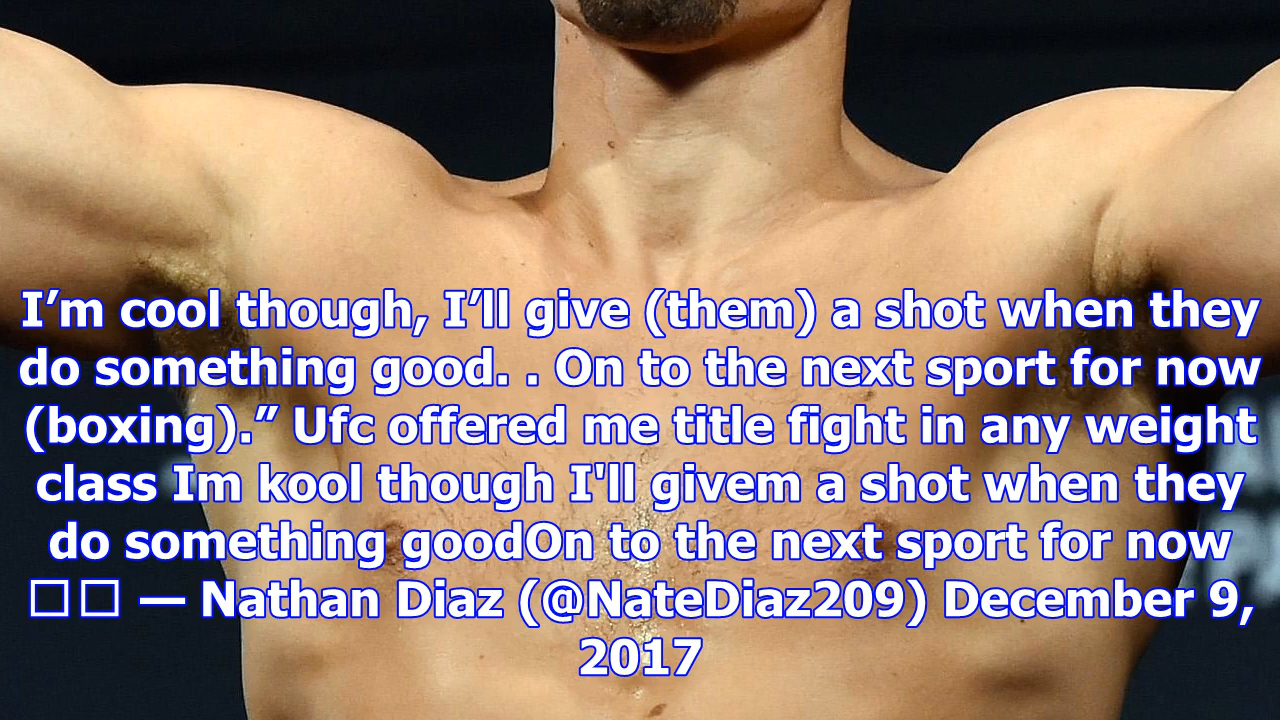 I’m cool though, I’ll give (them) a shot when they
do something good. . On to the next sport for now
(boxing).” Ufc offered me title fight in any weight
class Im kool though I'll givem a shot when they
do something goodOn to the next sport for now
□□ — Nathan Diaz (@NateDiaz209) December 9,
2017